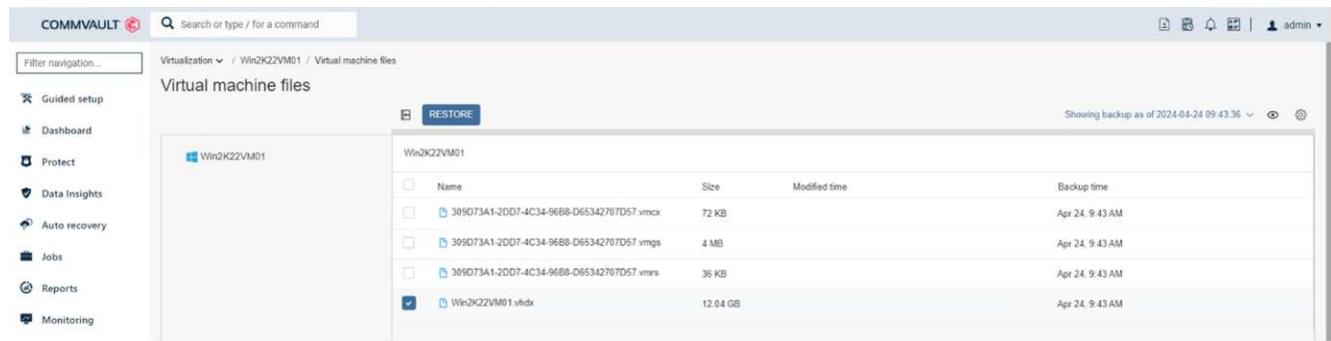 COMMVAULT
Search or type / for a command
admin
Filter navigation...
Guided setup
Dashboard
Protect
Data Insights
Auto recovery
Jobs
Reports
Monitoring
Virtualization / Win2K22VM01 / Virtual machine files
Virtual machine files
RESTORE
Showing backup as of 2024-04-24 09:43:36
Win2K22VM01
Win2K22VM01
Name Size Modified time Backup time
309D73A1-2DD7-4C34-96B8-D65342707D57.vmcx 72 KB Apr 24, 9:43 AM
309D73A1-2DD7-4C34-96B8-D65342707D57.vmgs 4 MB Apr 24, 9:43 AM
309D73A1-2DD7-4C34-96B8-D65342707D57.vmrs 36 KB Apr 24, 9:43 AM
Win2K22VM01.vhdx 12.04 GB Apr 24, 9:43 AM